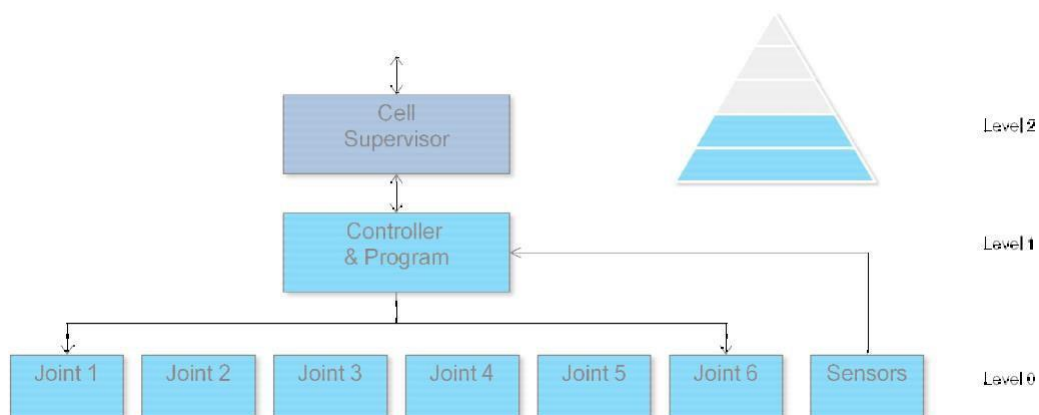 Cell
Supervisor
Level 2
Controller
& Program
Level 1
Joint 1
Joint 2
Joint 3
Joint 4
Joint 5
Joint 6
Sensors
Level 0